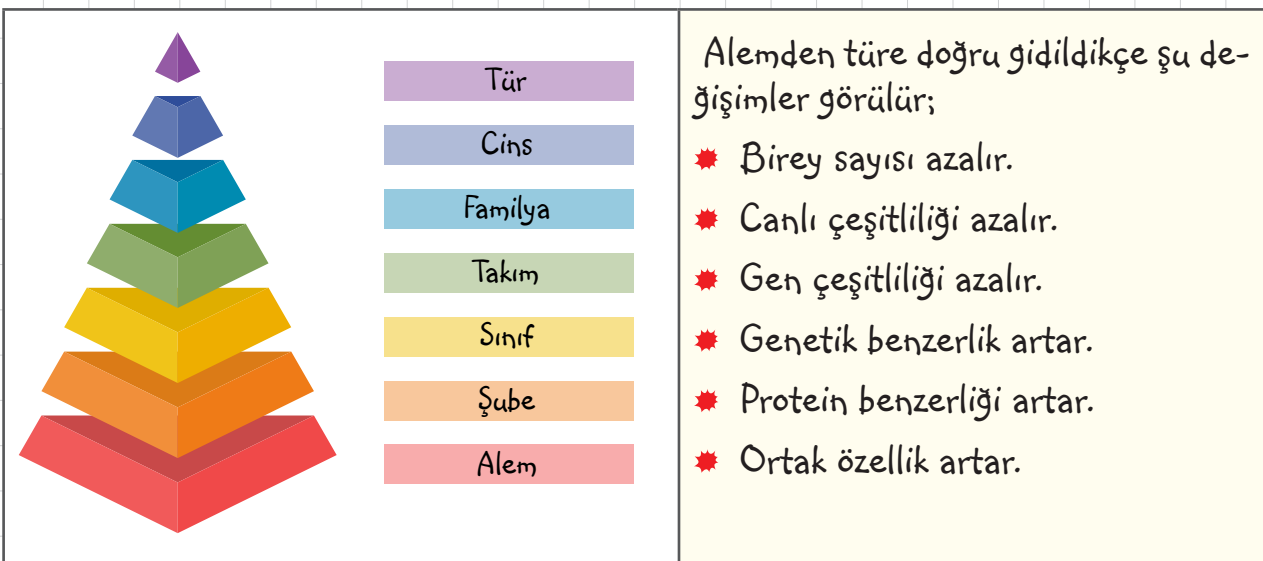 Tür
Cins
Familya
Takım
Sınıf
Şube
Alem
Alemden türe doğru gidildikçe şu de-
ğişimler görülür;
Birey sayısı azalır.
Canlı çeşitliliği azalır.
Gen çeşitliliği azalır.
Genetik benzerlik artar.
Protein benzerliği artar.
Ortak özellik artar.